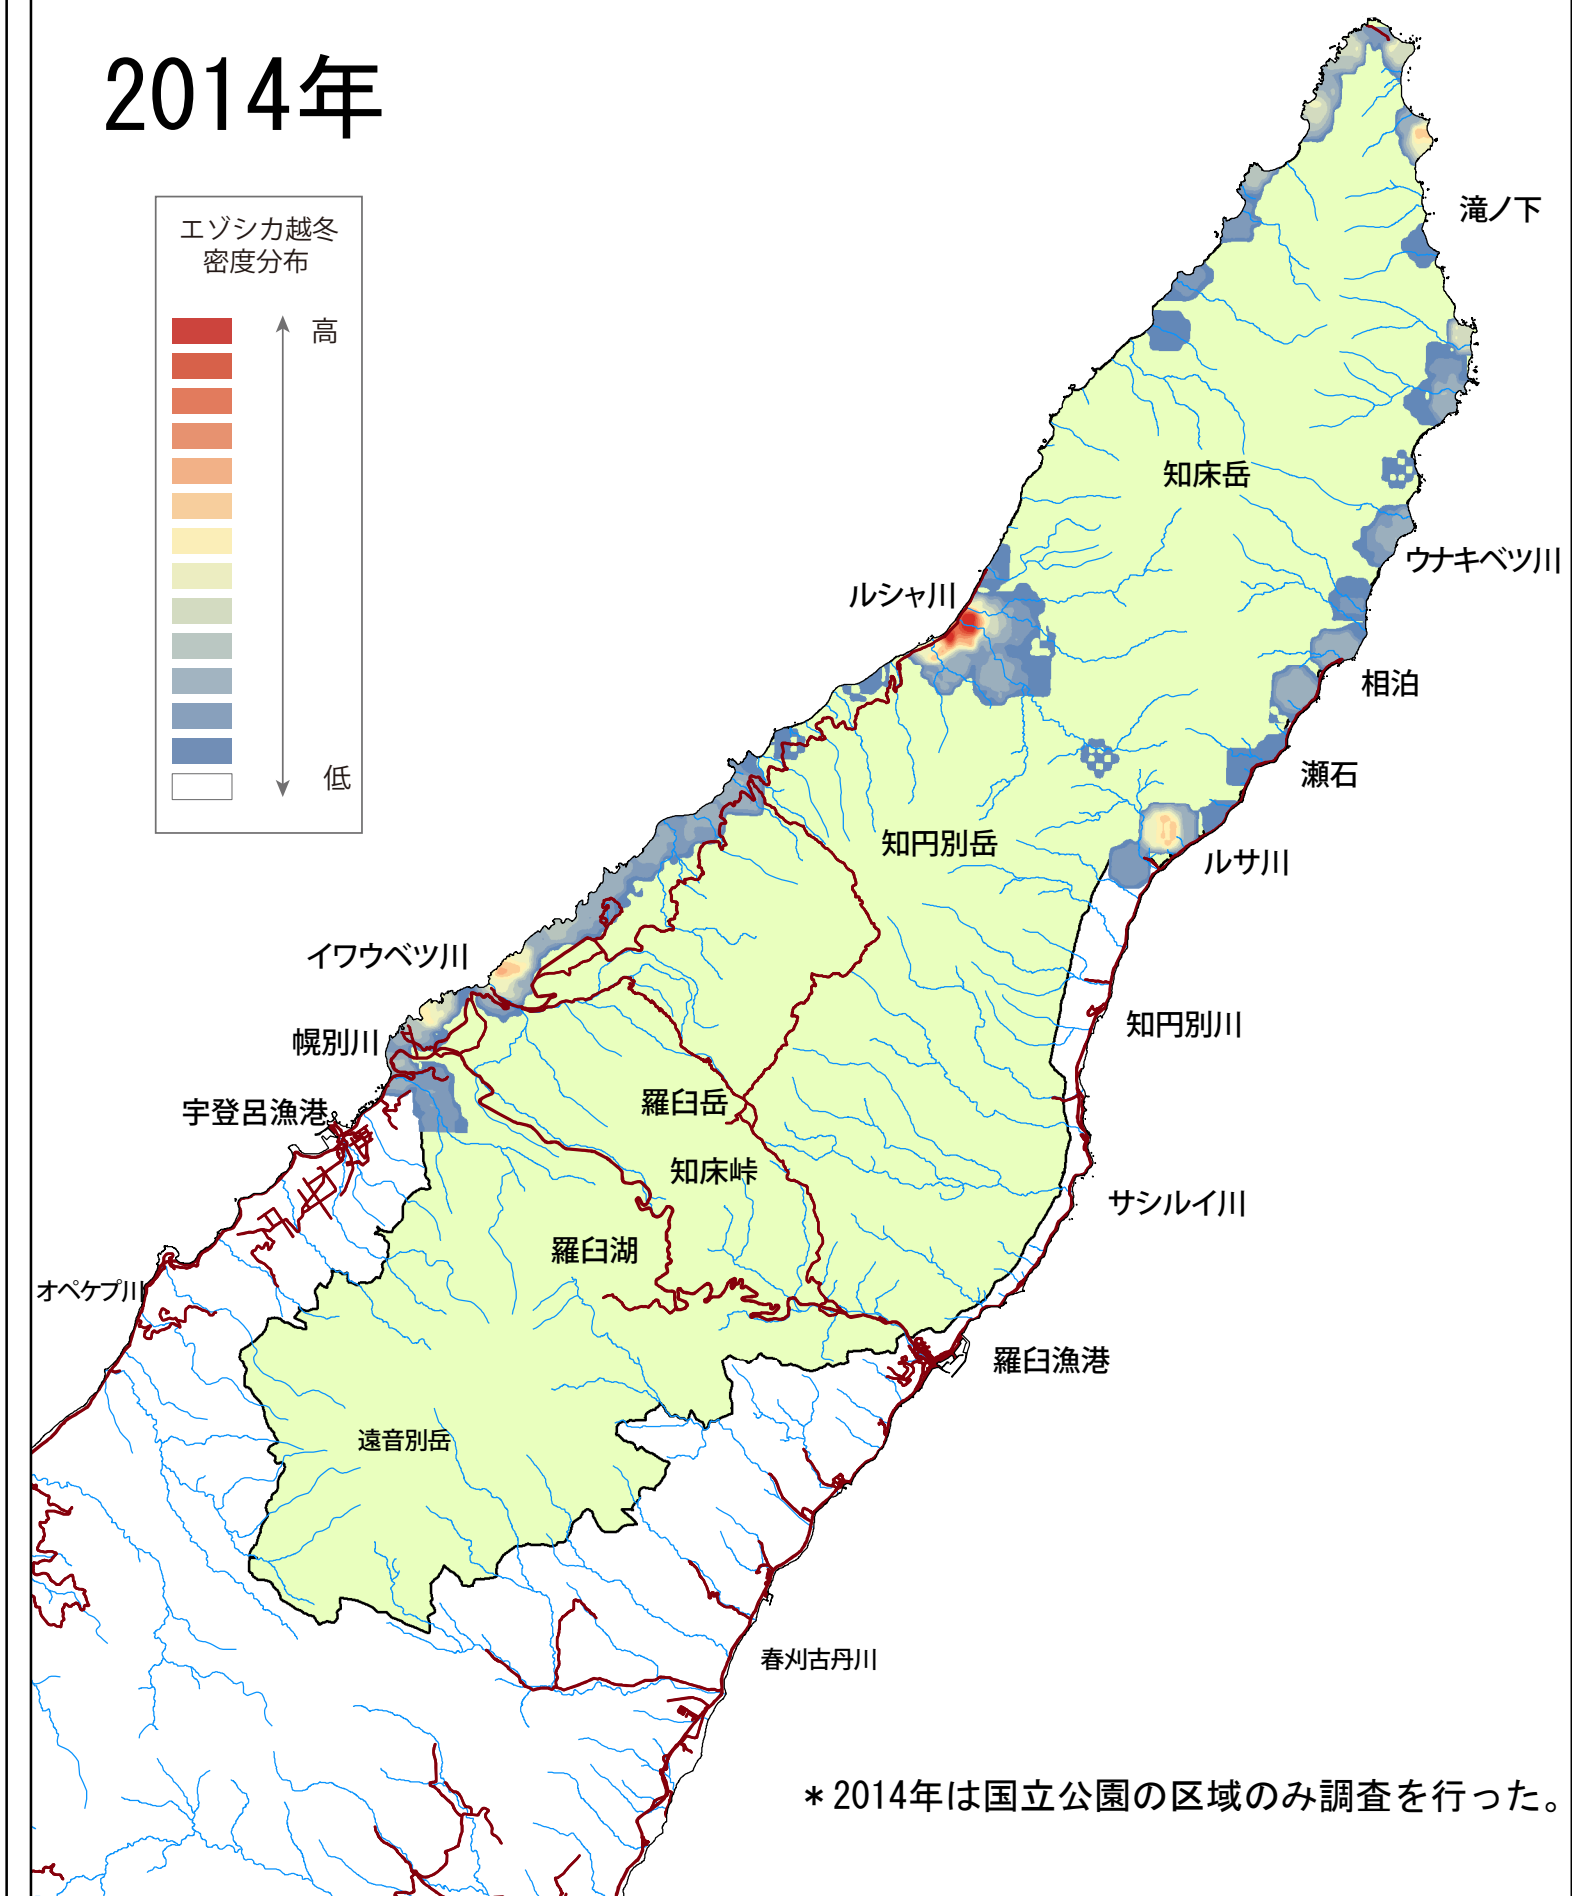 2014年
エゾシカ越冬
密度分布
高
低
滝ノ下
知床岳
ウナキベツ川
ルシャ川
相泊
瀬石
知円別岳
ルサ川
イワウベツ川
知円別川
幌別川
羅臼岳
宇登呂漁港
知床峠
サシルイ川
羅臼湖
オペケプ川
羅臼漁港
遠音別岳
春刈古丹川
*2014年は国立公園の区域のみ調査を行った。